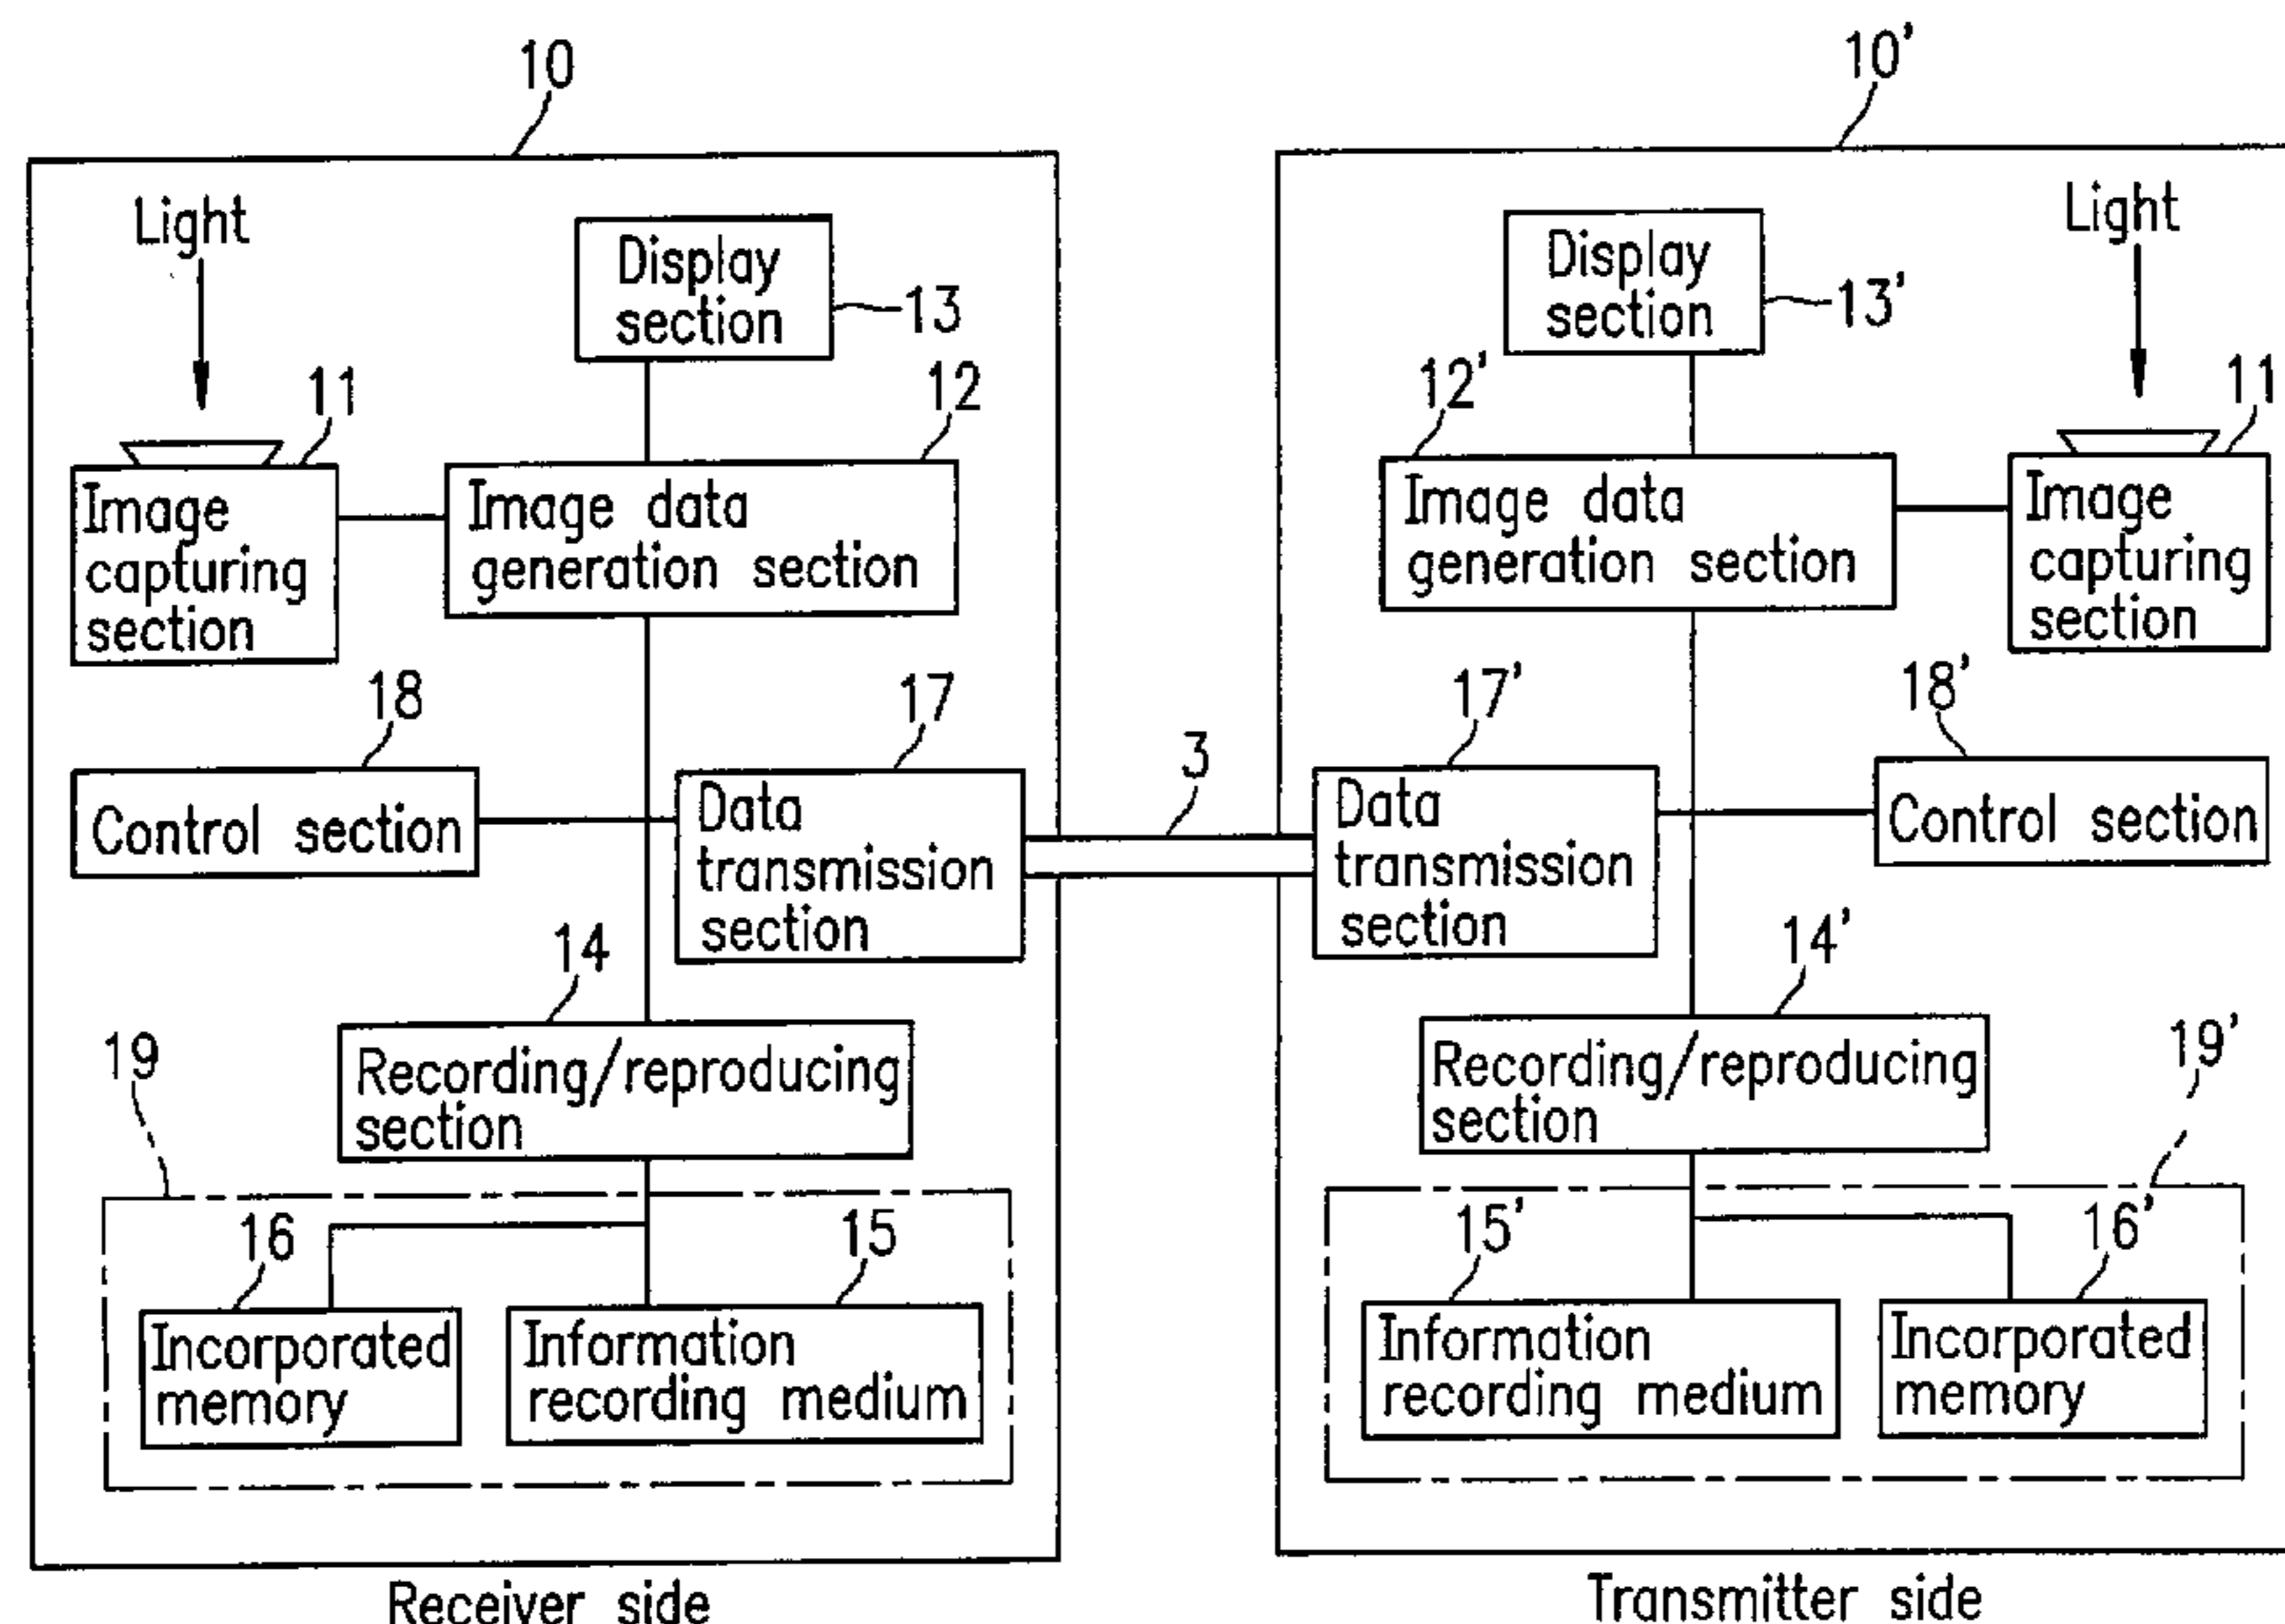 10
Light
Display
section
13
11
12
Image
capturing
section
Image data
generation section
18
17
Control section
Data
transmission
section
14
19
Recording/reproducing
section
16
15
Incorporated
memory
Information
recording medium
Receiver side
3
10'
Light
Display
section
13'
12'
11
Image data
generation section
Image
capturing
section
17'
18'
Data
transmission
section
Control section
14'
19'
Recording/reproducing
section
15'
16'
Information
recording medium
Incorporated
memory
Transmitter side